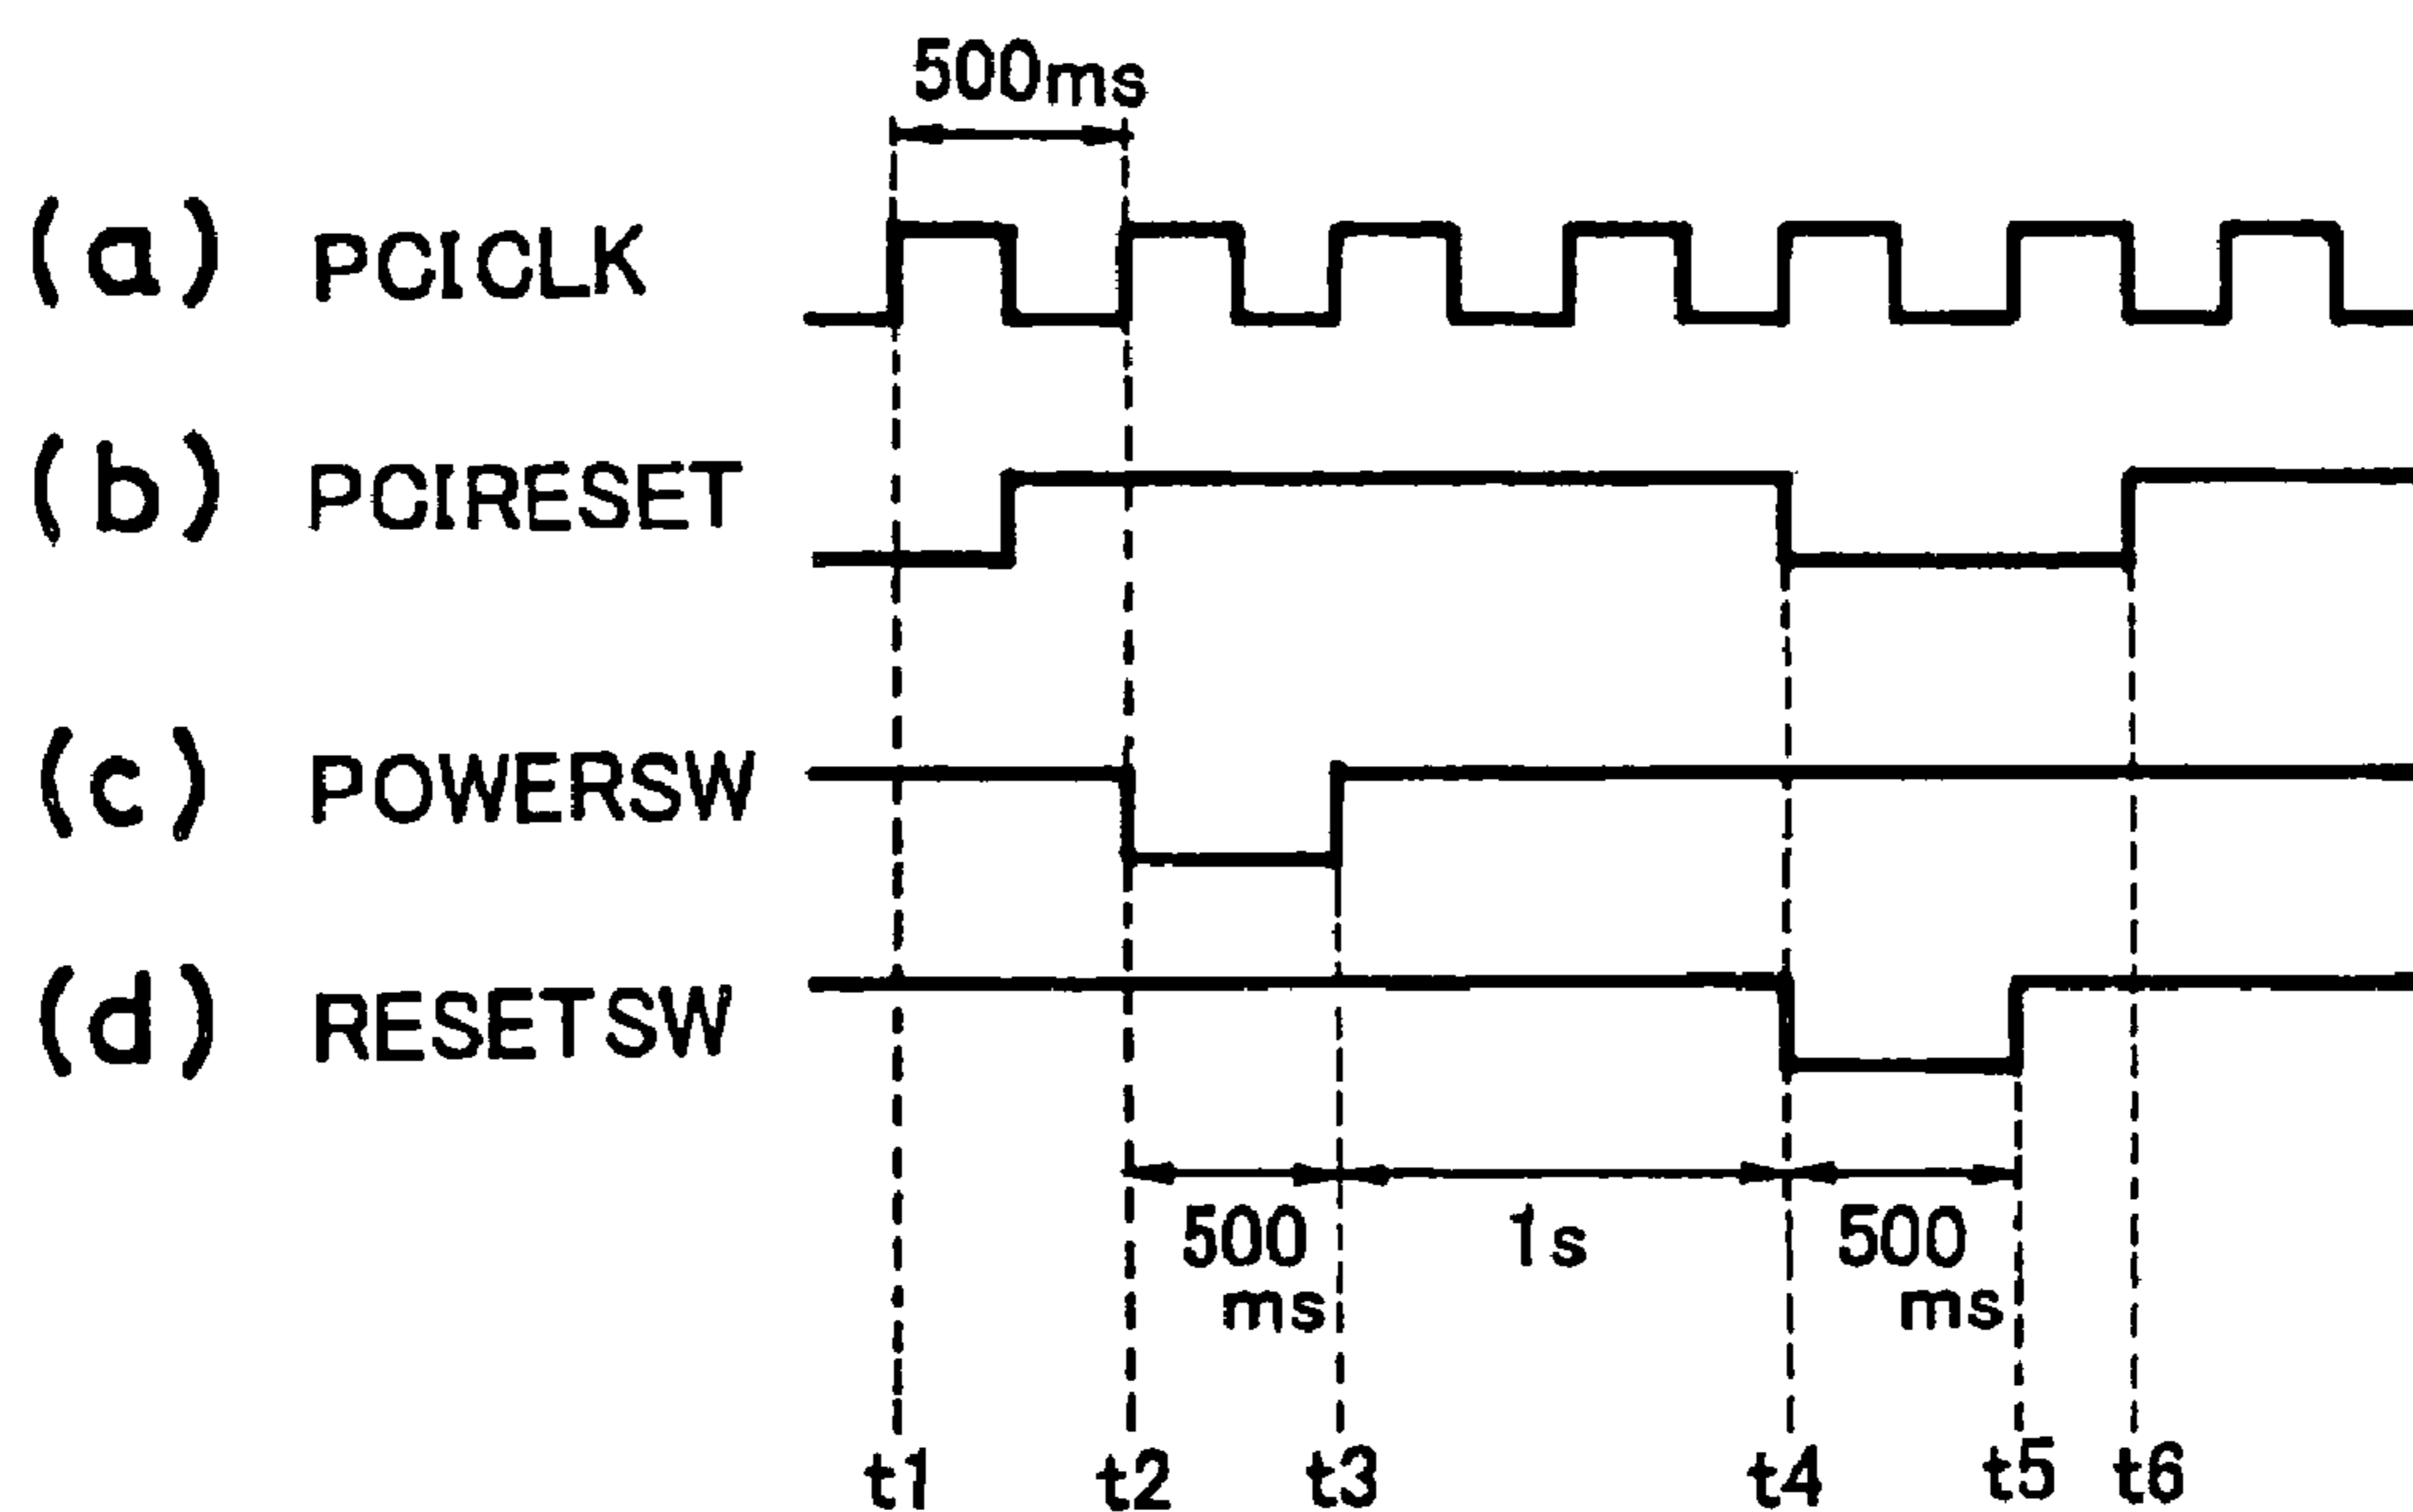 500ms
(a) PCICLK
(b) PCIRESET
(c) POWERSW
(d) RESETSW
500 ms
1s
500 ms
t1 t2 t3 t4 t5 t6